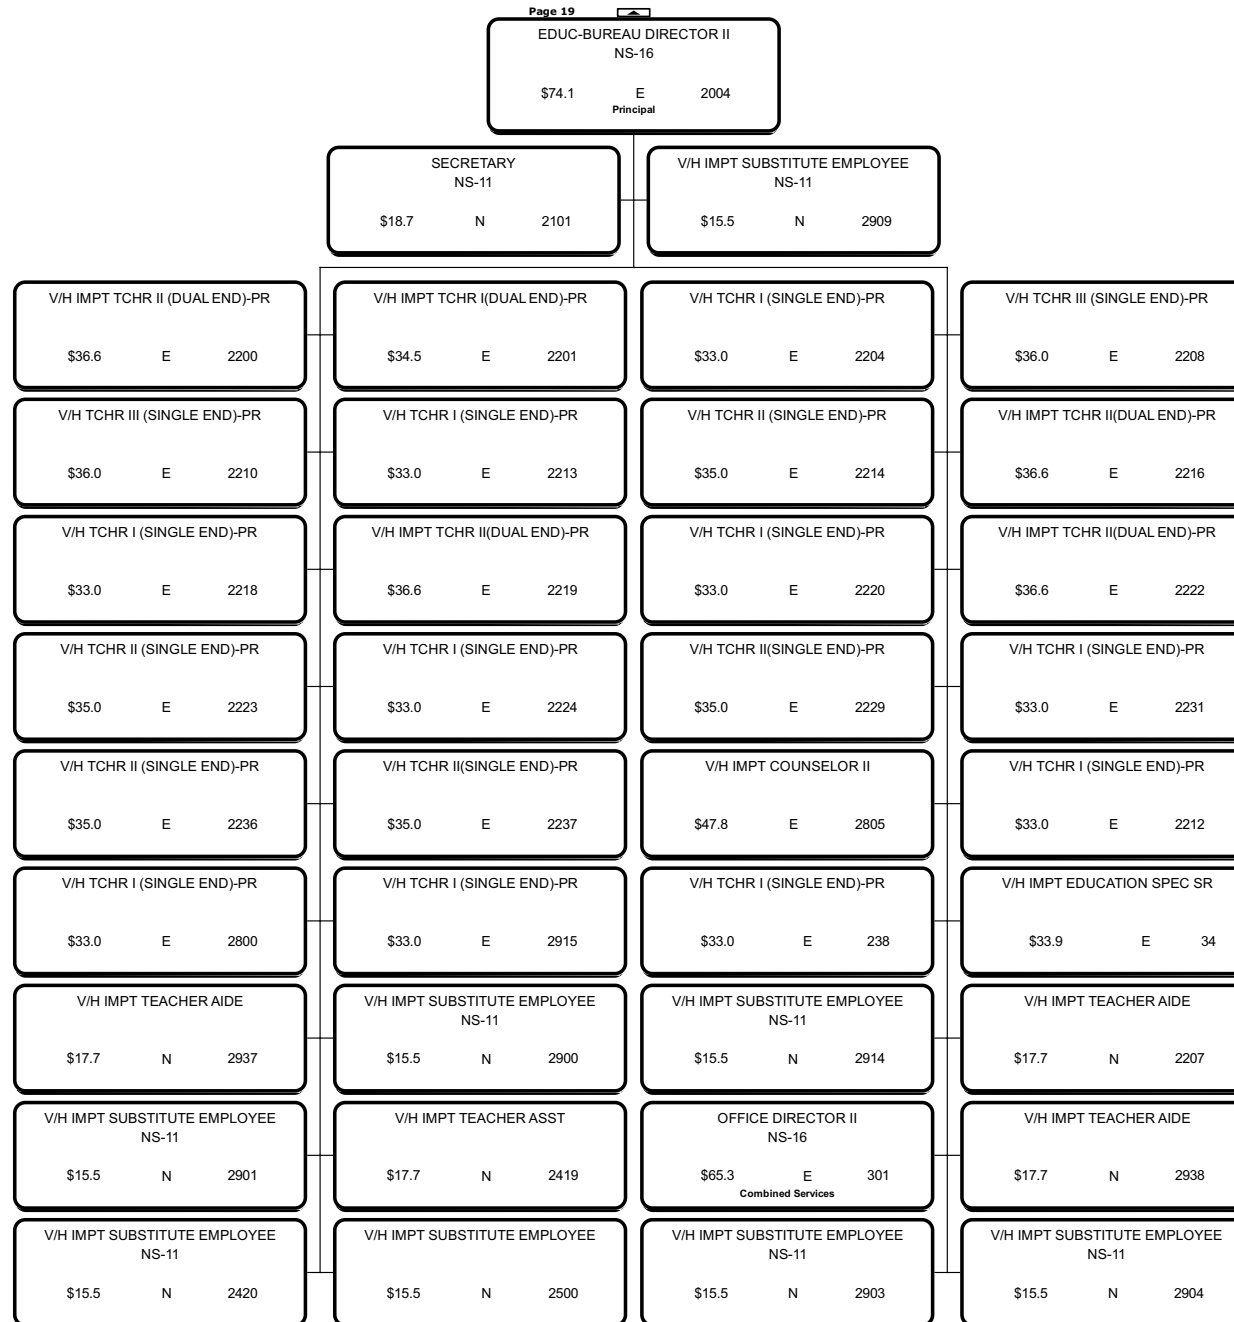 Page 19
EDUC-BUREAU DIRECTOR II
NS-16
$74.1 E 2004
Principal
SECRETARY
NS-11
$18.7 N 2101
V/H IMPT SUBSTITUTE EMPLOYEE
NS-11
$15.5 N 2909
V/H IMPT TCHR II (DUAL END)-PR
$36.6 E 2200
V/H IMPT TCHR I(DUAL END)-PR
$34.5 E 2201
V/H TCHR I (SINGLE END)-PR
$33.0 E 2204
V/H TCHR III (SINGLE END)-PR
$36.0 E 2208
V/H TCHR III (SINGLE END)-PR
$36.0 E 2210
V/H TCHR I (SINGLE END)-PR
$33.0 E 2213
V/H TCHR II (SINGLE END)-PR
$35.0 E 2214
V/H IMPT TCHR II(DUAL END)-PR
$36.6 E 2216
V/H TCHR I (SINGLE END)-PR
$33.0 E 2218
V/H IMPT TCHR II(DUAL END)-PR
$36.6 E 2219
V/H TCHR I (SINGLE END)-PR
$33.0 E 2220
V/H IMPT TCHR II(DUAL END)-PR
$36.6 E 2222
V/H TCHR II (SINGLE END)-PR
$35.0 E 2223
V/H TCHR I (SINGLE END)-PR
$33.0 E 2224
V/H TCHR II(SINGLE END)-PR
$35.0 E 2229
V/H TCHR I (SINGLE END)-PR
$33.0 E 2231
V/H TCHR II (SINGLE END)-PR
$35.0 E 2236
V/H TCHR II(SINGLE END)-PR
$35.0 E 2237
V/H IMPT COUNSELOR II
$47.8 E 2805
V/H TCHR I (SINGLE END)-PR
$33.0 E 2212
V/H TCHR I (SINGLE END)-PR
$33.0 E 2800
V/H TCHR I (SINGLE END)-PR
$33.0 E 2915
V/H TCHR I (SINGLE END)-PR
$33.0 E 238
V/H IMPT EDUCATION SPEC SR
$33.9 E 34
V/H IMPT TEACHER AIDE
$17.7 N 2937
V/H IMPT SUBSTITUTE EMPLOYEE
NS-11
$15.5 N 2900
V/H IMPT SUBSTITUTE EMPLOYEE
NS-11
$15.5 N 2914
V/H IMPT TEACHER AIDE
$17.7 N 2207
V/H IMPT SUBSTITUTE EMPLOYEE
NS-11
$15.5 N 2901
V/H IMPT TEACHER ASST
$17.7 N 2419
OFFICE DIRECTOR II
NS-16
$65.3 E 301
Combined Services
V/H IMPT TEACHER AIDE
$17.7 N 2938
V/H IMPT SUBSTITUTE EMPLOYEE
NS-11
$15.5 N 2420
V/H IMPT SUBSTITUTE EMPLOYEE
$15.5 N 2500
V/H IMPT SUBSTITUTE EMPLOYEE
NS-11
$15.5 N 2903
V/H IMPT SUBSTITUTE EMPLOYEE
NS-11
$15.5 N 2904